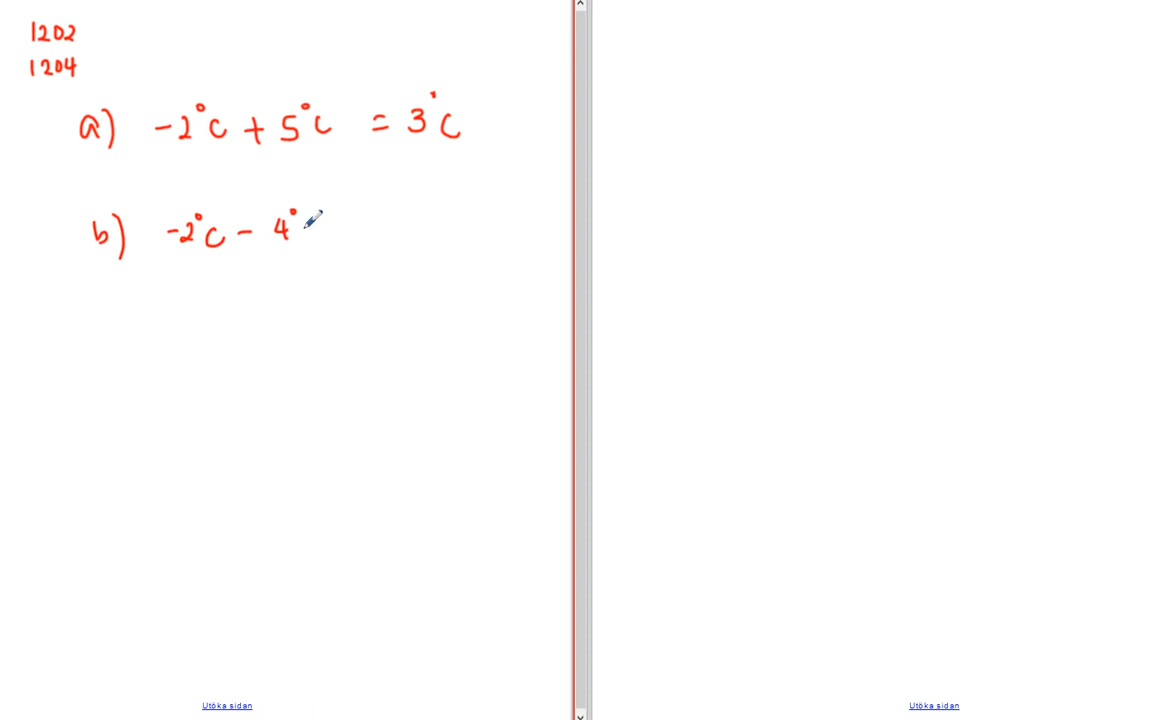 1202
1204
a) -2°C + 5°C = 3°C
b) -2°C - 4°
Utöka sidan
Utöka sidan